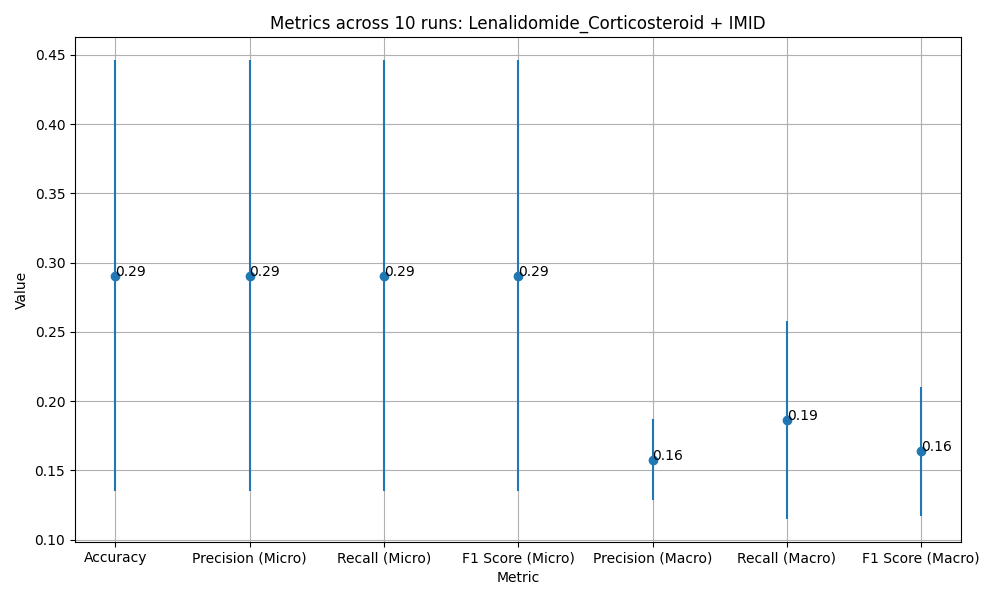 Metrics across 10 runs: Lenalidomide_Corticosteroid + IMID
Value
0.45
0.40
0.35
0.30
0.25
0.20
0.15
0.10
0.29
0.29
0.29
0.29
0.16
0.19
0.16
Accuracy
Precision (Micro)
Recall (Micro)
F1 Score (Micro)
Precision (Macro)
Recall (Macro)
F1 Score (Macro)
Metric